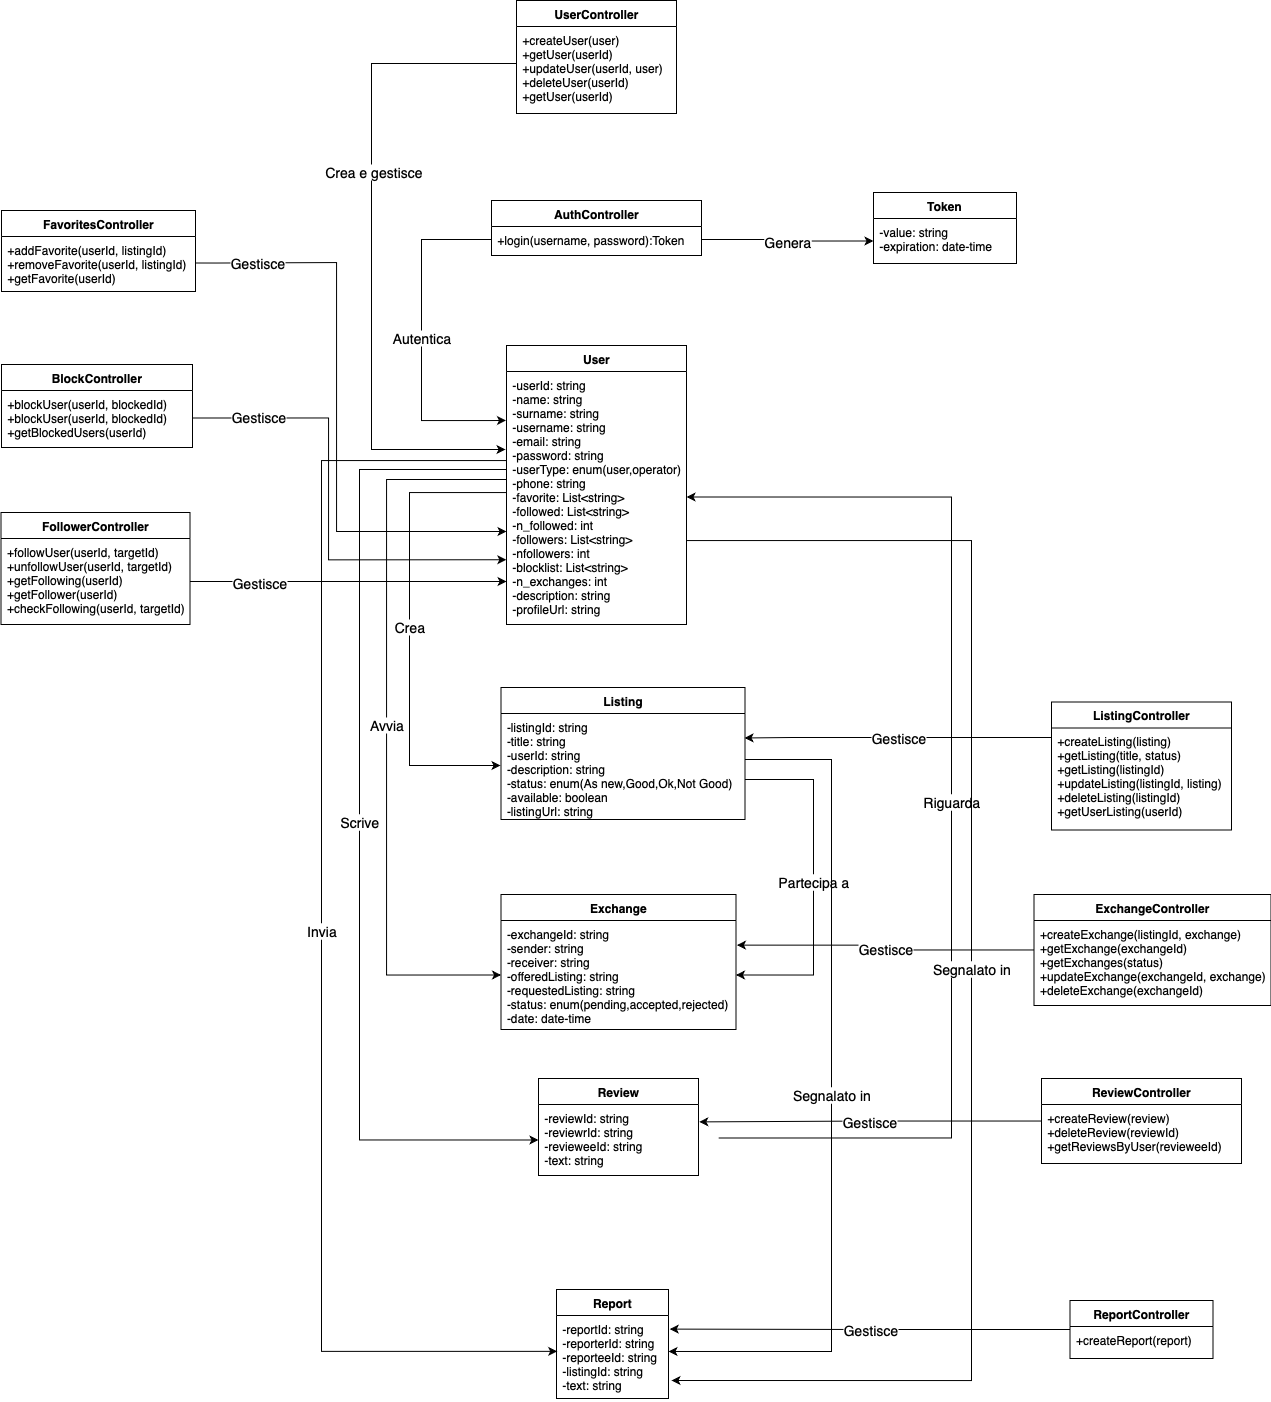 UserController
+createUser(user)
+getUser(userId)
+updateUser(userId, user)
+deleteUser(userId)
+getUser(userId)
Crea e gestisce
AuthController
+login(username, password):Token
Genera
Token
-value: string
-expiration: date-time
FavoritesController
+addFavorite(userId, listingId)
+removeFavorite(userId, listingId)
+getFavorite(userId)
Gestisce
Autentica
BlockController
+blockUser(userId, blockedId)
+blockUser(userId, blockedId)
+getBlockedUsers(userId)
Gestisce
User
-userId: string
-name: string
-surname: string
-username: string
-email: string
-password: string
-userType: enum(user,operator)
-phone: string
-favorite: List<string>
-followed: List<string>
-n_followed: int
-followers: List<string>
-nfollowers: int
-blocklist: List<string>
-n_exchanges: int
-description: string
-profileUrl: string
FollowerController
+followUser(userId, targetId)
+unfollowUser(userId, targetId)
+getFollowing(userId)
+getFollower(userId)
+checkFollowing(userId, targetId)
Gestisce
Crea
Avvia
Scrive
Invia
Listing
-listingId: string
-title: string
-userId: string
-description: string
-status: enum(As new,Good,Ok,Not Good)
-available: boolean
-listingUrl: string
Gestisce
ListingController
+createListing(listing)
+getListing(title, status)
+getListing(listingId)
+updateListing(listingId, listing)
+deleteListing(listingId)
+getUserListing(userId)
Riguarda
Partecipa a
Exchange
-exchangeId: string
-sender: string
-receiver: string
-offeredListing: string
-requestedListing: string
-status: enum(pending,accepted,rejected)
-date: date-time
Gestisce
Segnalato in
ExchangeController
+createExchange(listingId, exchange)
+getExchange(exchangeId)
+getExchanges(status)
+updateExchange(exchangeId, exchange)
+deleteExchange(exchangeId)
Review
-reviewId: string
-reviewrId: string
-revieweeId: string
-text: string
Segnalato in
Gestisce
ReviewController
+createReview(review)
+deleteReview(reviewId)
+getReviewsByUser(revieweeId)
Report
-reportId: string
-reporterId: string
-reporteeId: string
-listingId: string
-text: string
Gestisce
ReportController
+createReport(report)